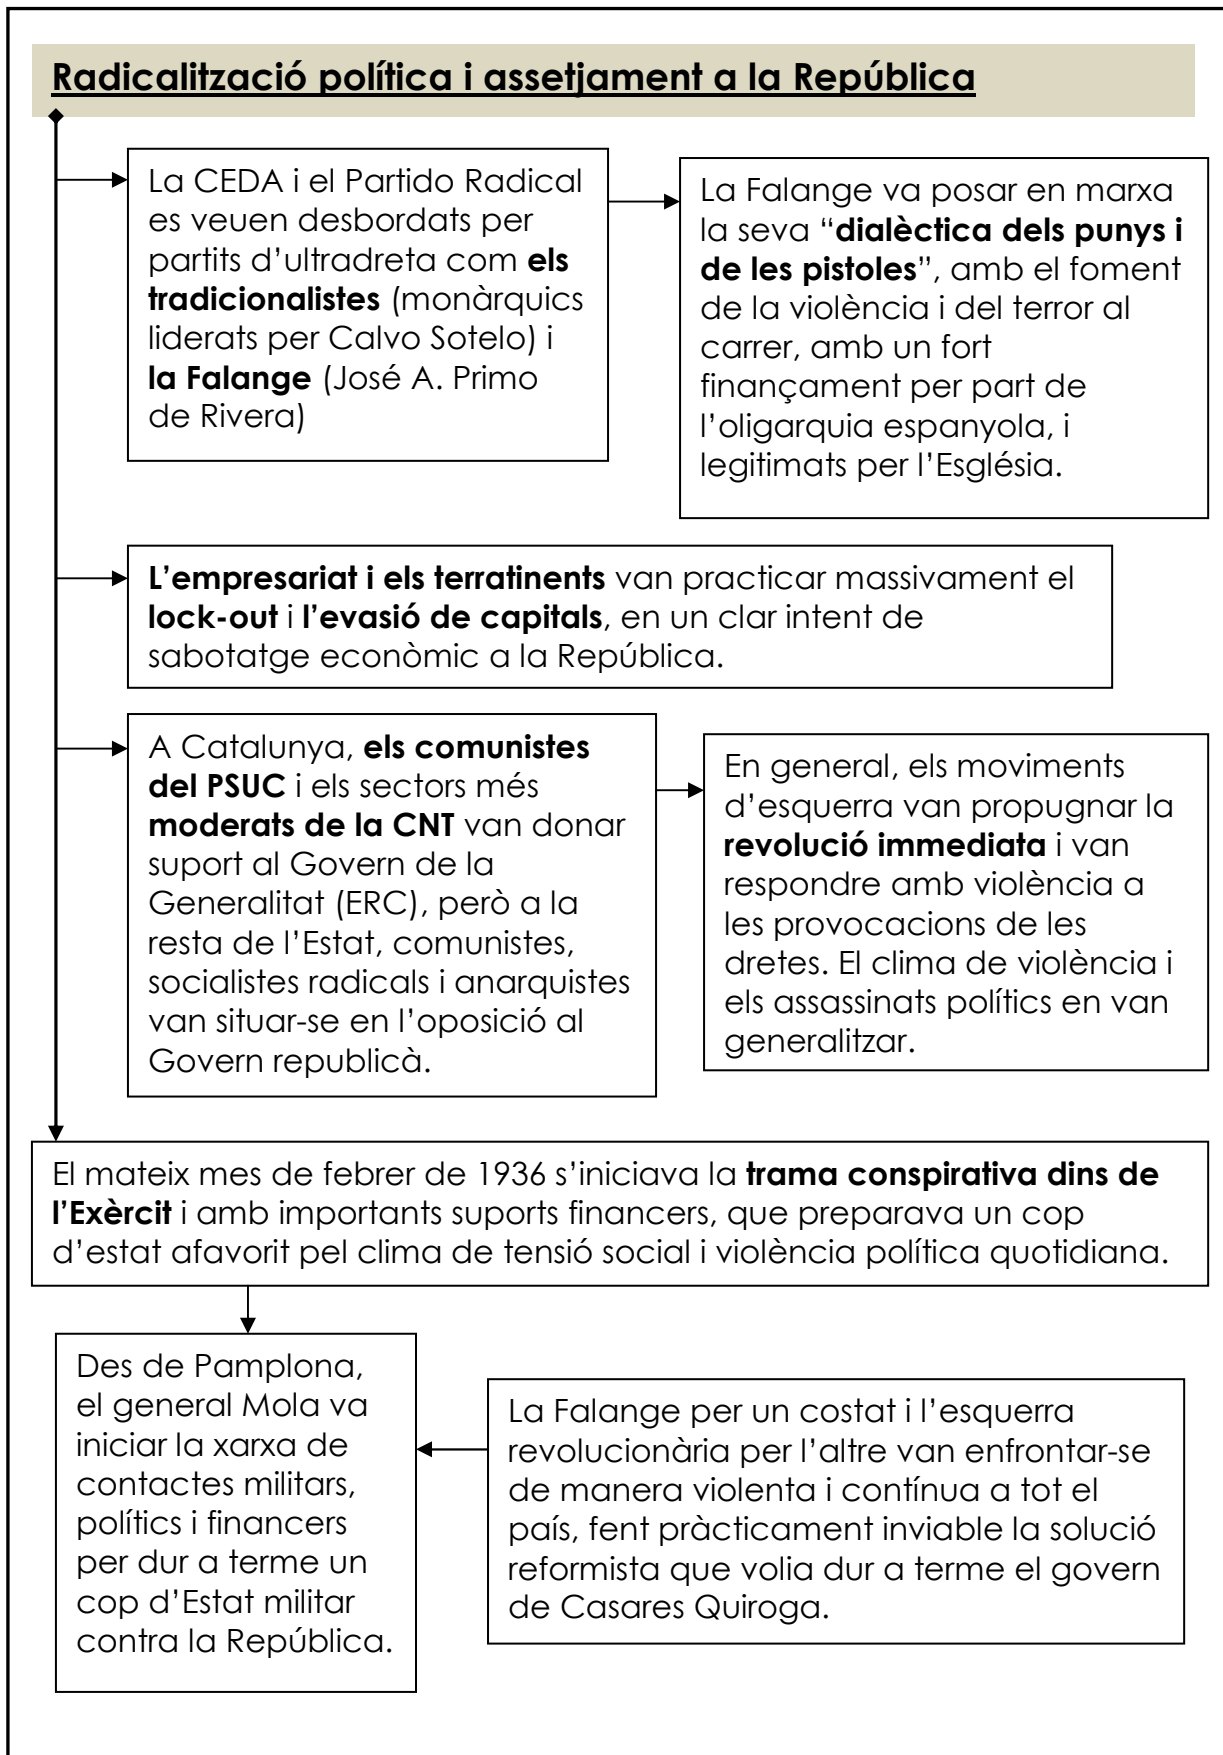 Radicalització política i assetjament a la República
La CEDA i el Partido Radical
es veuen desbordats per
partits d’ultradreta com els
tradicionalistes (monàrquics
liderats per Calvo Sotelo) i
la Falange (José A. Primo
de Rivera)
La Falange va posar en marxa
la seva “dialèctica dels punys i
de les pistoles”, amb el foment
de la violència i del terror al
carrer, amb un fort
finançament per part de
l’oligarquia espanyola, i
legitimats per l’Església.
L’empresariat i els terratinents van practicar massivament el
lock-out i l’evasió de capitals, en un clar intent de
sabotatge econòmic a la República.
A Catalunya, els comunistes
del PSUC i els sectors més
moderats de la CNT van donar
suport al Govern de la
Generalitat (ERC), però a la
resta de l’Estat, comunistes,
socialistes radicals i anarquistes
van situar-se en l’oposició al
Govern republicà.
En general, els moviments
d’esquerra van propugnar la
revolució immediata i van
respondre amb violència a
les provocacions de les
dretes. El clima de violència i
els assassinats polítics en van
generalitzar.
El mateix mes de febrer de 1936 s’iniciava la trama conspirativa dins de
l’Exèrcit i amb importants suports financers, que preparava un cop
d’estat afavorit pel clima de tensió social i violència política quotidiana.
Des de Pamplona,
el general Mola va
iniciar la xarxa de
contactes militars,
polítics i financers
per dur a terme un
cop d’Estat militar
contra la República.
La Falange per un costat i l’esquerra
revolucionària per l’altre van enfrontar-se
de manera violenta i contínua a tot el
país, fent pràcticament inviable la solució
reformista que volia dur a terme el govern
de Casares Quiroga.